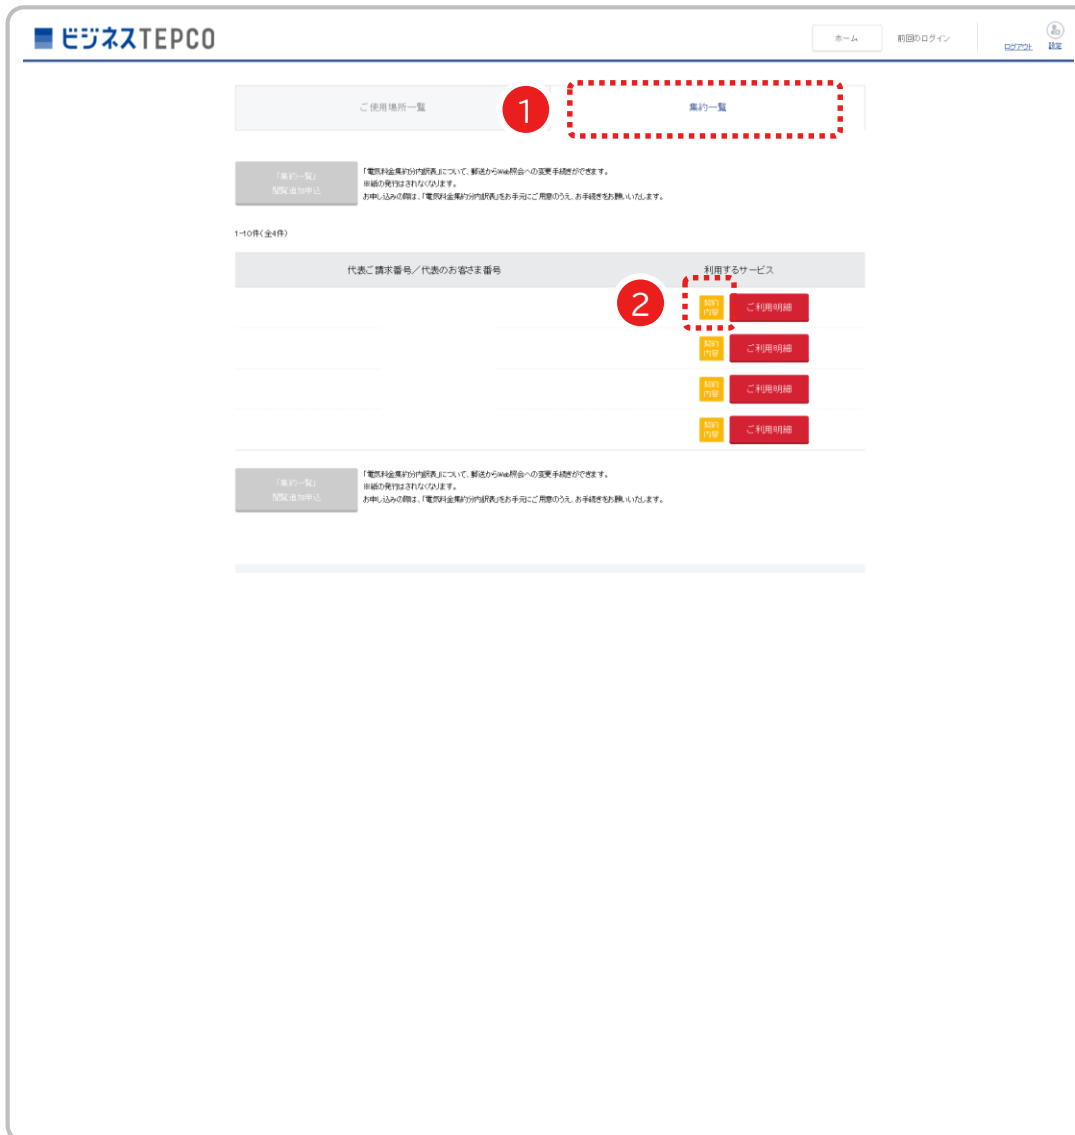 ビジネスTEPCO
ホーム
前回のログイン
ログアウト
設定
ご使用場所一覧
1
集約一覧
「集約一覧」
閲覧追加申込
「電気料金集約分内訳表」について、郵送からWeb照会への変更手続きができます。
※紙の発行はされなくなります。
お申し込みの際は、「電気料金集約分内訳表」をお手元にご用意のうえ、お手続きをお願いいたします。
1-10件(全4件)
代表ご請求番号／代表のお客さま番号
利用するサービス
2
契約
内容
ご利用明細
契約
内容
ご利用明細
契約
内容
ご利用明細
契約
内容
ご利用明細
「集約一覧」
閲覧追加申込
「電気料金集約分内訳表」について、郵送からWeb照会への変更手続きができます。
※紙の発行はされなくなります。
お申し込みの際は、「電気料金集約分内訳表」をお手元にご用意のうえ、お手続きをお願いいたします。